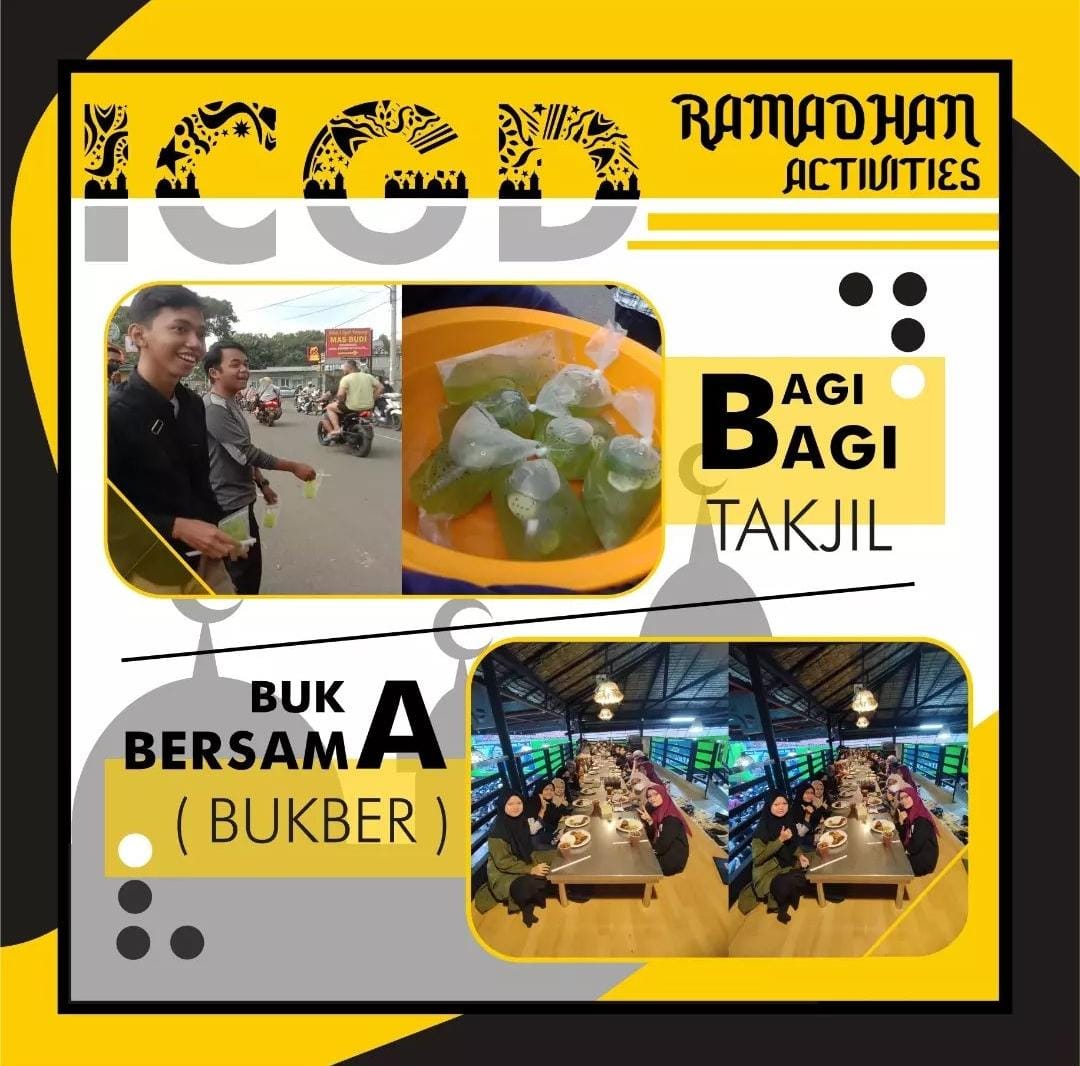 ICGD
RAMADHAN
ACTIVITIES
MAS BUDI
BAGI
BAGI
TAKJIL
BUKA
BERSAMA
( BUKBER )